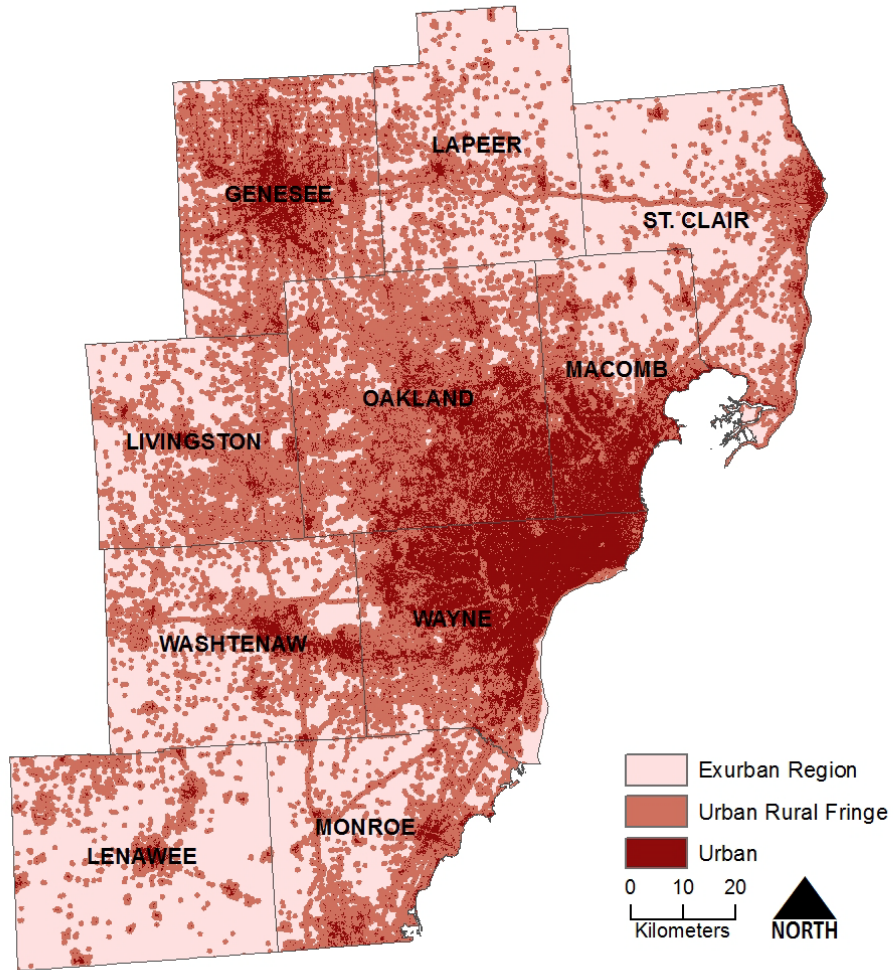 LAPEER
GENESEE
ST. CLAIR
MACOMB
OAKLAND
LIVINGSTON
WAYNE
WASHTENAW
MONROE
LENAWEE
Exurban Region
Urban Rural Fringe
Urban
0 10 20
Kilometers
NORTH